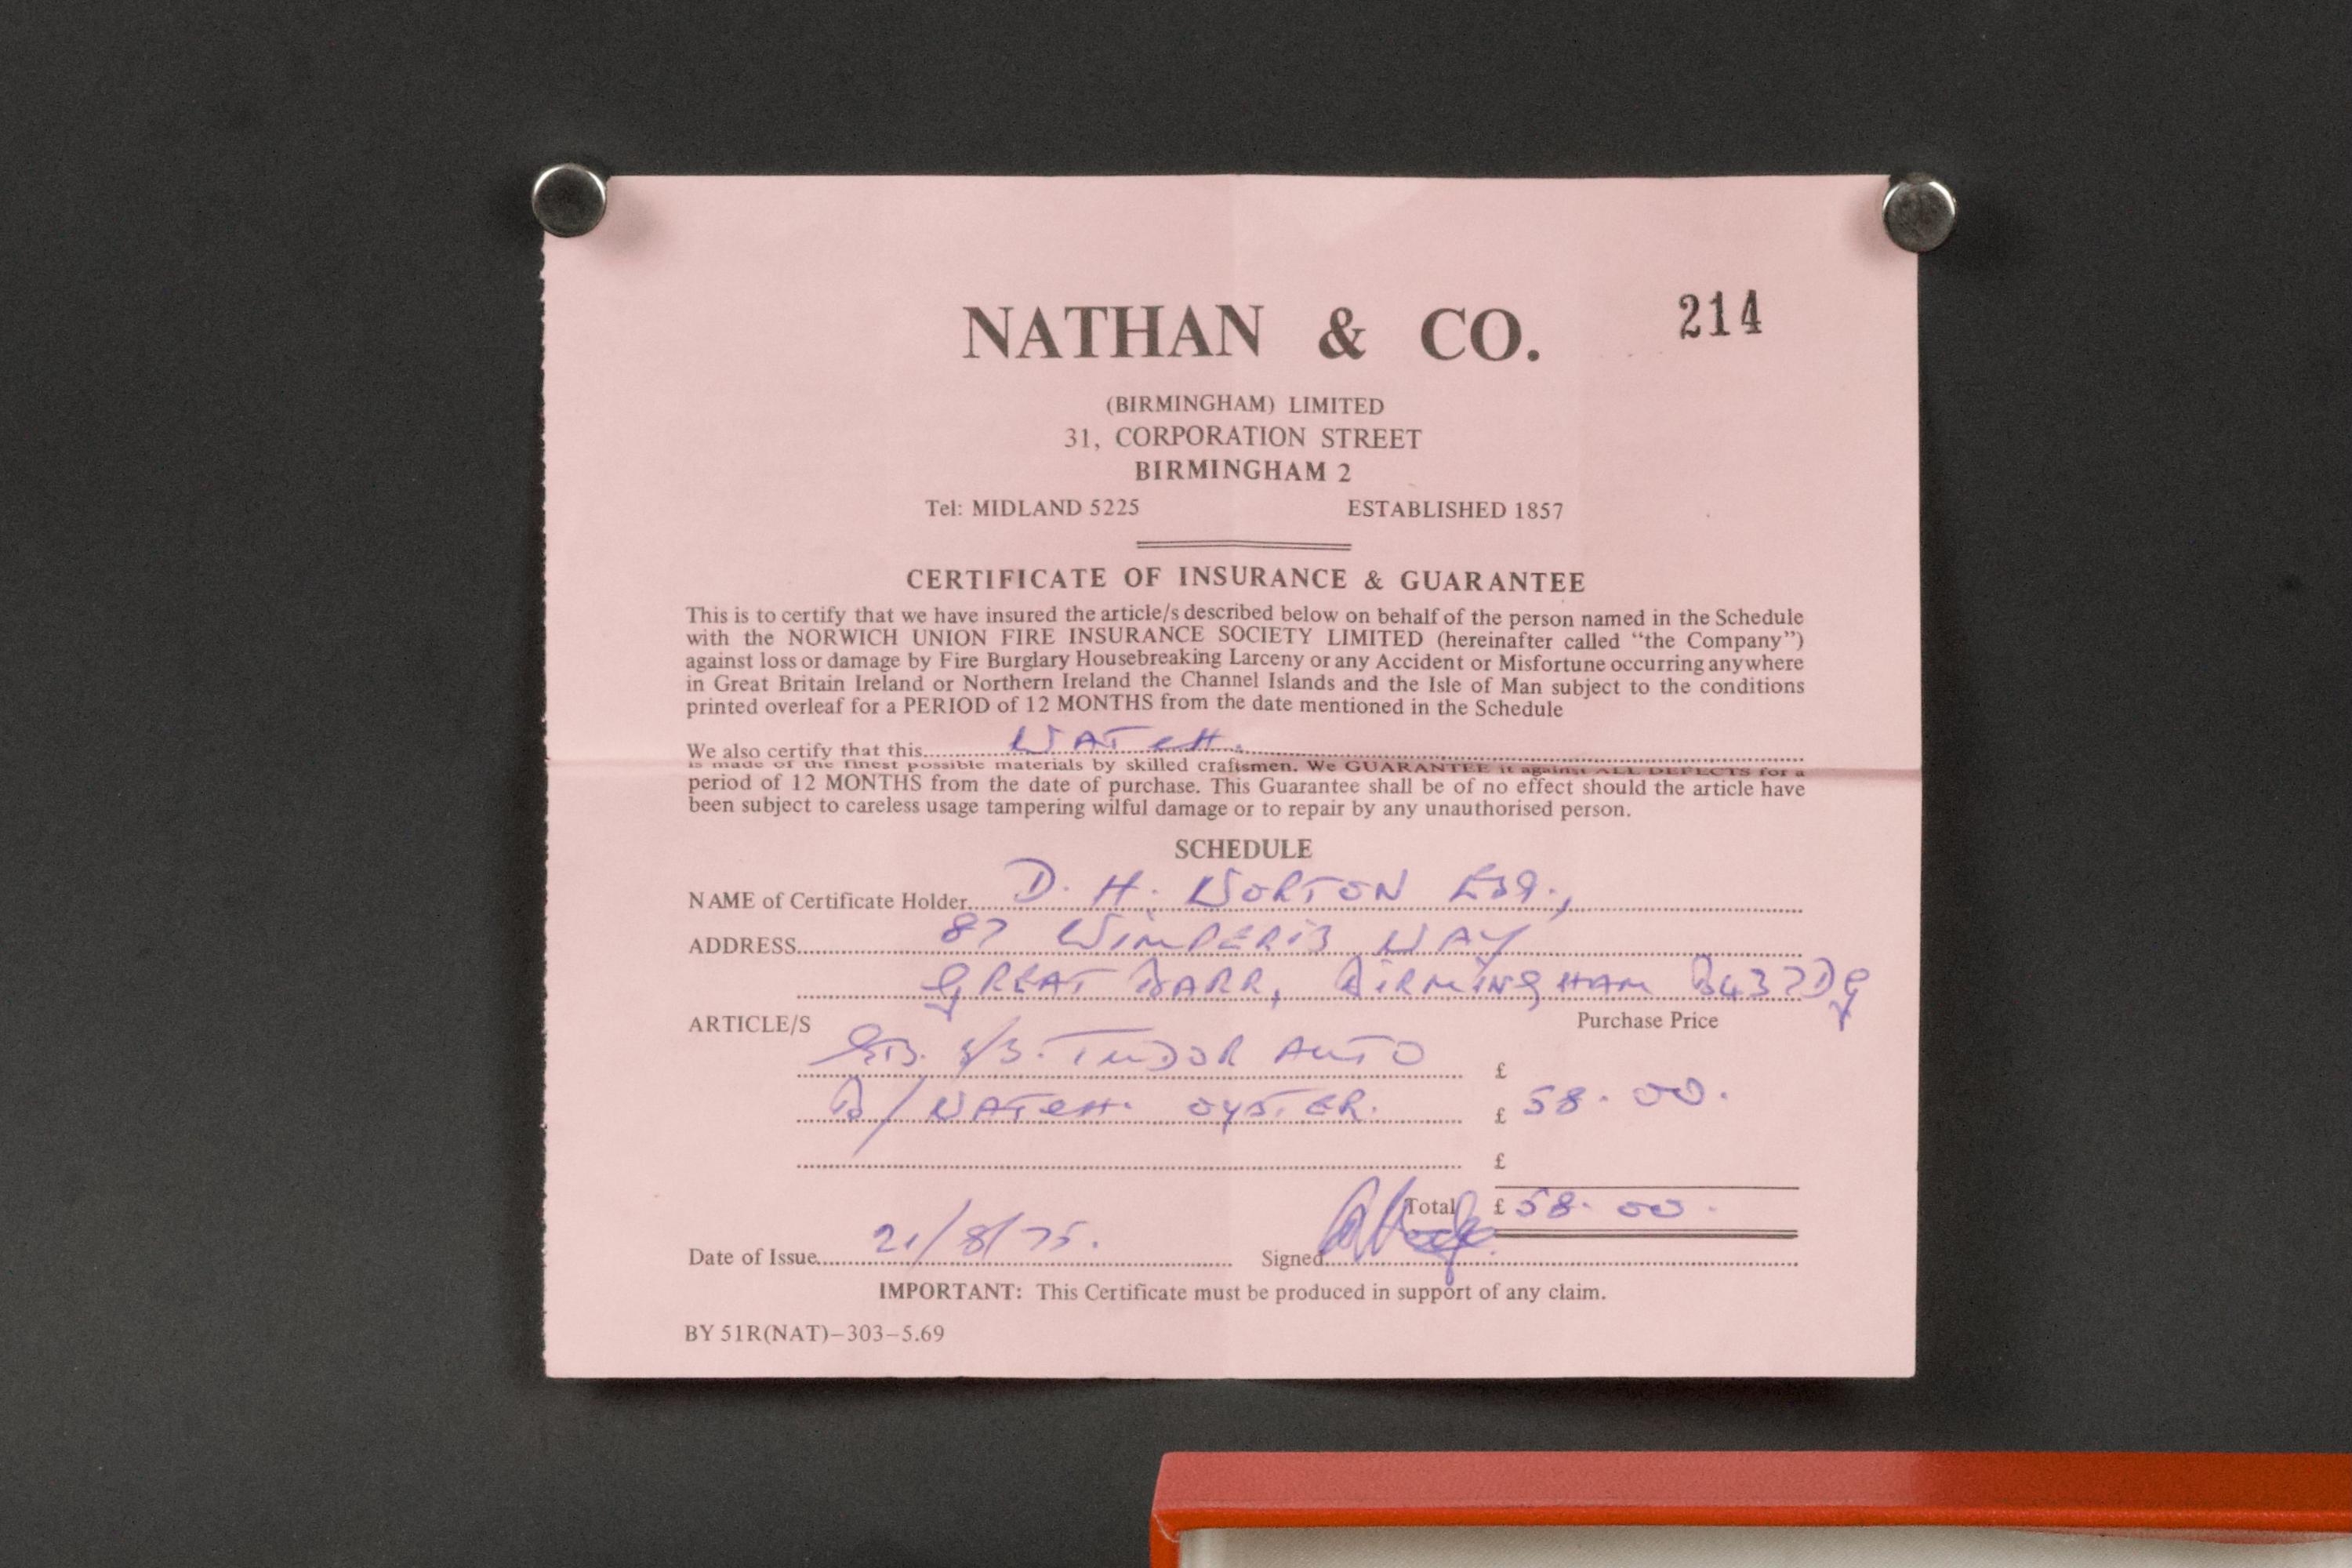 NATHAN & CO.
214
(BIRMINGHAM) LIMITED
31, CORPORATION STREET
BIRMINGHAM 2
Tel: MIDLAND 5225 ESTABLISHED 1857
CERTIFICATE OF INSURANCE & GUARANTEE
This is to certify that we have insured the article/s described below on behalf of the person named in the Schedule
with the NORWICH UNION FIRE INSURANCE SOCIETY LIMITED (hereinafter called “the Company”)
against loss or damage by Fire Burglary Housebreaking Larceny or any Accident or Misfortune occurring anywhere
in Great Britain Ireland or Northern Ireland the Channel Islands and the Isle of Man subject to the conditions
printed overleaf for a PERIOD of 12 MONTHS from the date mentioned in the Schedule
We also certify that this WATCH.
is made of the finest possible materials by skilled craftsmen. We GUARANTEE it against ALL DEFECTS for a
period of 12 MONTHS from the date of purchase. This Guarantee shall be of no effect should the article have
been subject to careless usage tampering wilful damage or to repair by any unauthorised person.
SCHEDULE
NAME of Certificate Holder D. H. WORTON ESQ.,
ADDRESS 87 WIMPERIS WAY
GREAT BARR, BIRMINGHAM B43 7DG
ARTICLE/S Purchase Price
S/S. TUDOR AUTO £
B/WATCH. OYSTER. £ 58.00.
£
Total £ 58.00.
Date of Issue 21/8/75. Signed
IMPORTANT: This Certificate must be produced in support of any claim.
BY 51R(NAT)–303–5.69